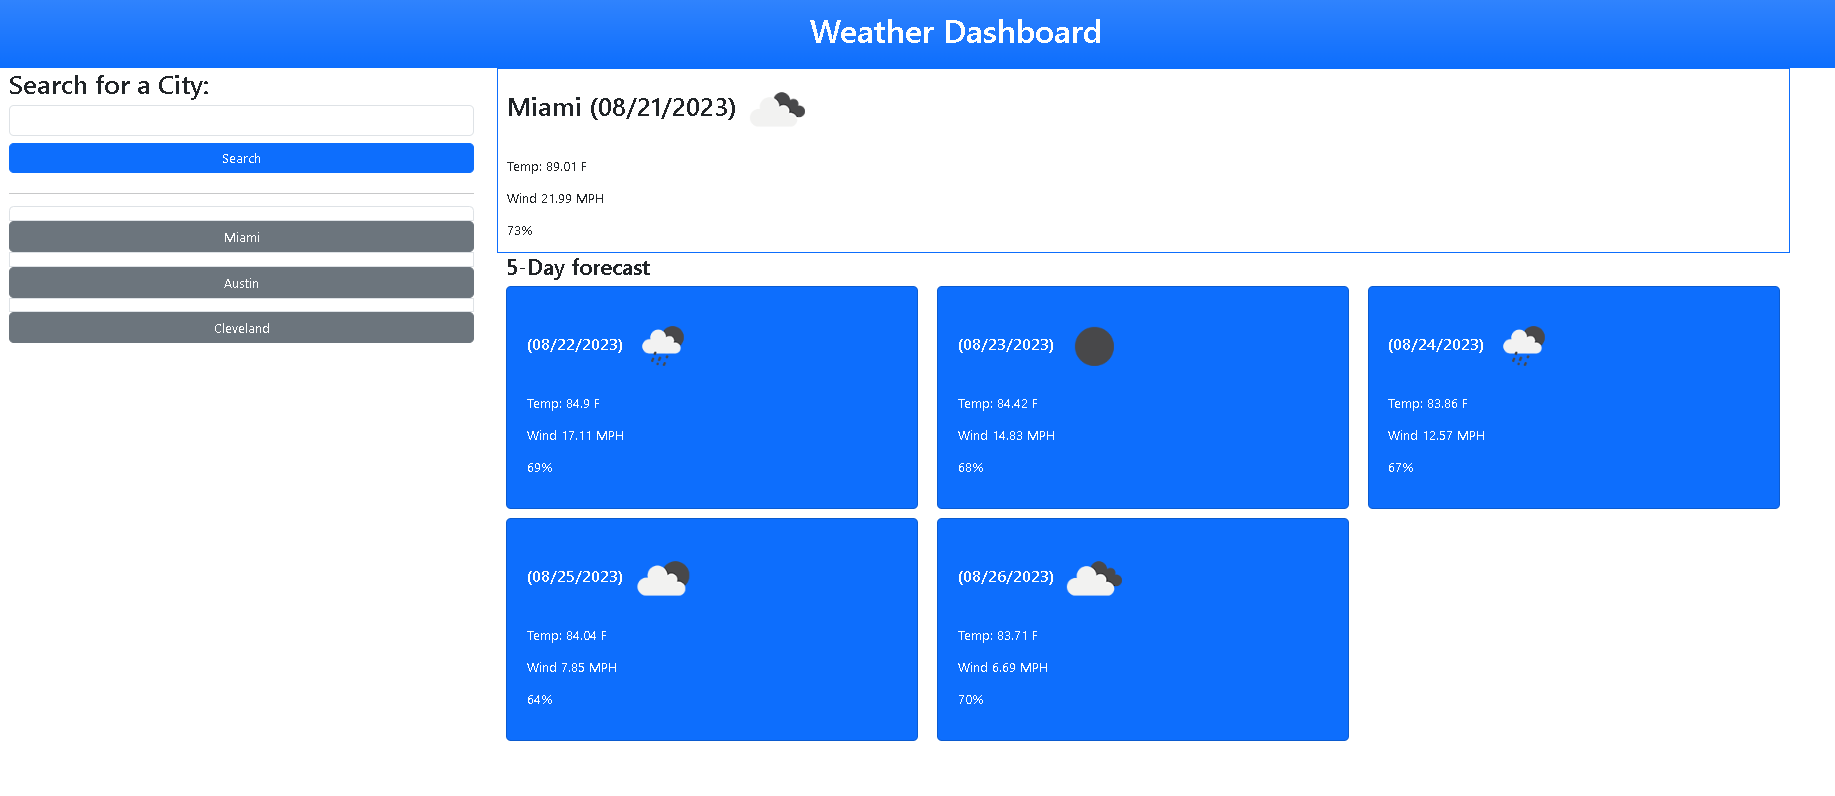 Weather Dashboard
Search for a City:
Search
Miami
Austin
Cleveland
Miami (08/21/2023)
Temp: 89.01 F
Wind 21.99 MPH
73%
5-Day forecast
(08/22/2023)
Temp: 84.9 F
Wind 17.11 MPH
69%
(08/23/2023)
Temp: 84.42 F
Wind 14.83 MPH
68%
(08/24/2023)
Temp: 83.86 F
Wind 12.57 MPH
67%
(08/25/2023)
Temp: 84.04 F
Wind 7.85 MPH
64%
(08/26/2023)
Temp: 83.71 F
Wind 6.69 MPH
70%